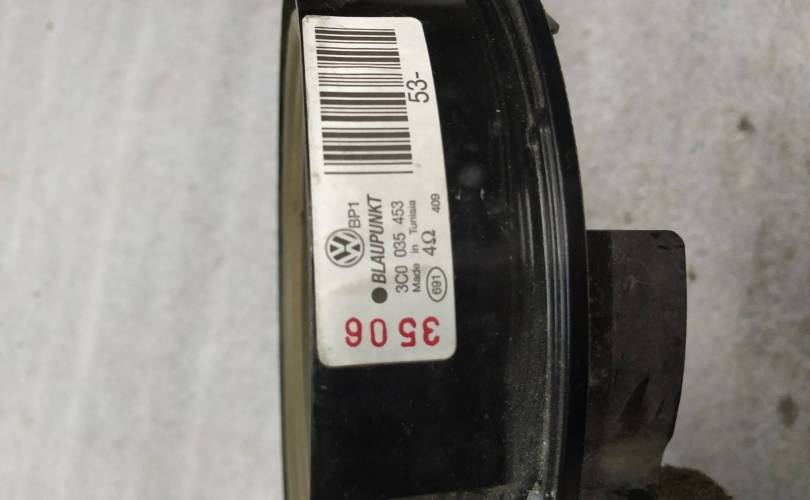 53-
BP1
BLAUPUNKT
3C0 035 453
Made in Tunisia
691 4Ω 409
3506